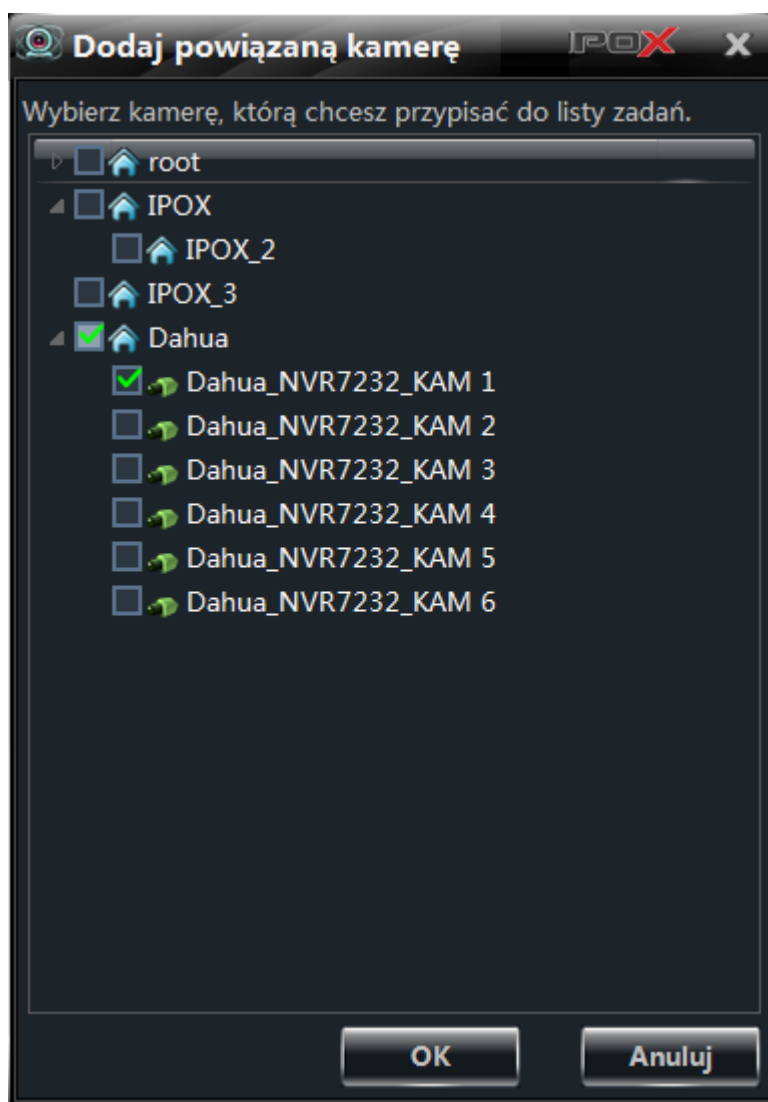 Dodaj powiązaną kamerę IPOX
Wybierz kamerę, którą chcesz przypisać do listy zadań.
root
IPOX
IPOX_2
IPOX_3
Dahua
Dahua_NVR7232_KAM 1
Dahua_NVR7232_KAM 2
Dahua_NVR7232_KAM 3
Dahua_NVR7232_KAM 4
Dahua_NVR7232_KAM 5
Dahua_NVR7232_KAM 6
OK Anuluj